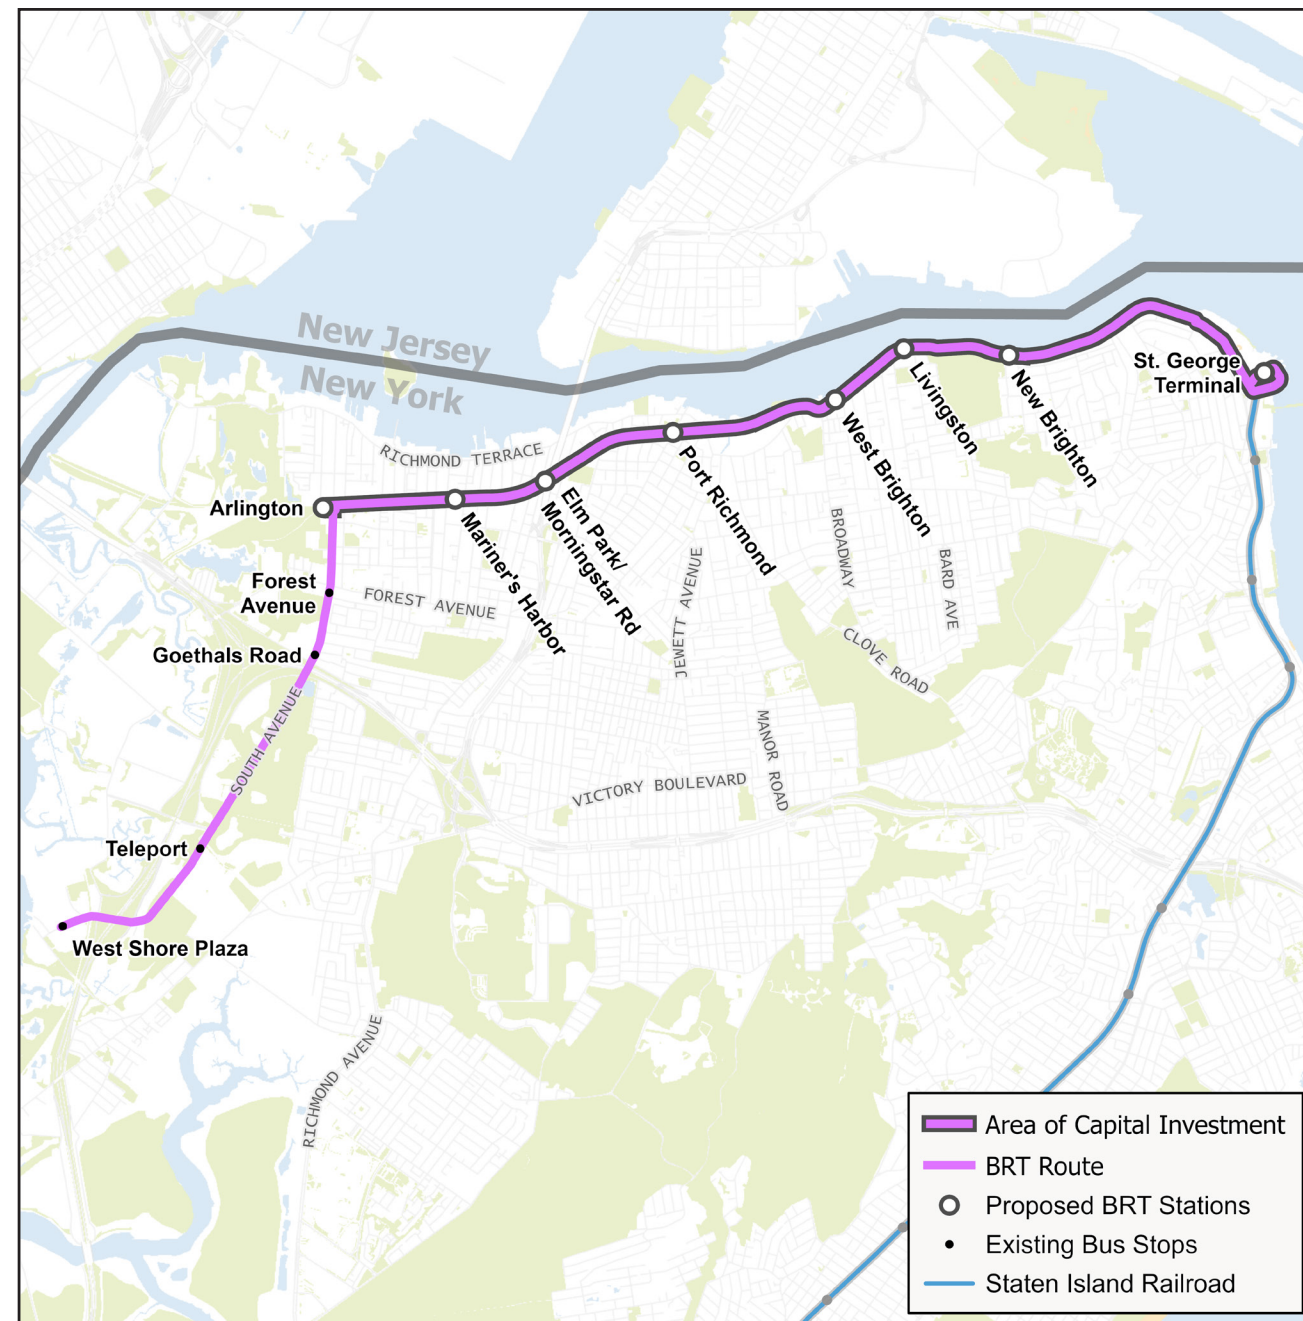 New Jersey
New York
St. George
Terminal
Livingston
New Brighton
West Brighton
Port Richmond
RICHMOND TERRACE
Elm Park/
Morningstar Rd
Mariner's Harbor
Arlington
Forest
Avenue
FOREST AVENUE
Goethals Road
JEWETT AVENUE
BROADWAY
BARD AVE
CLOVE ROAD
SOUTH AVENUE
MANOR ROAD
VICTORY BOULEVARD
Teleport
West Shore Plaza
RICHMOND AVENUE
Area of Capital Investment
BRT Route
Proposed BRT Stations
Existing Bus Stops
Staten Island Railroad